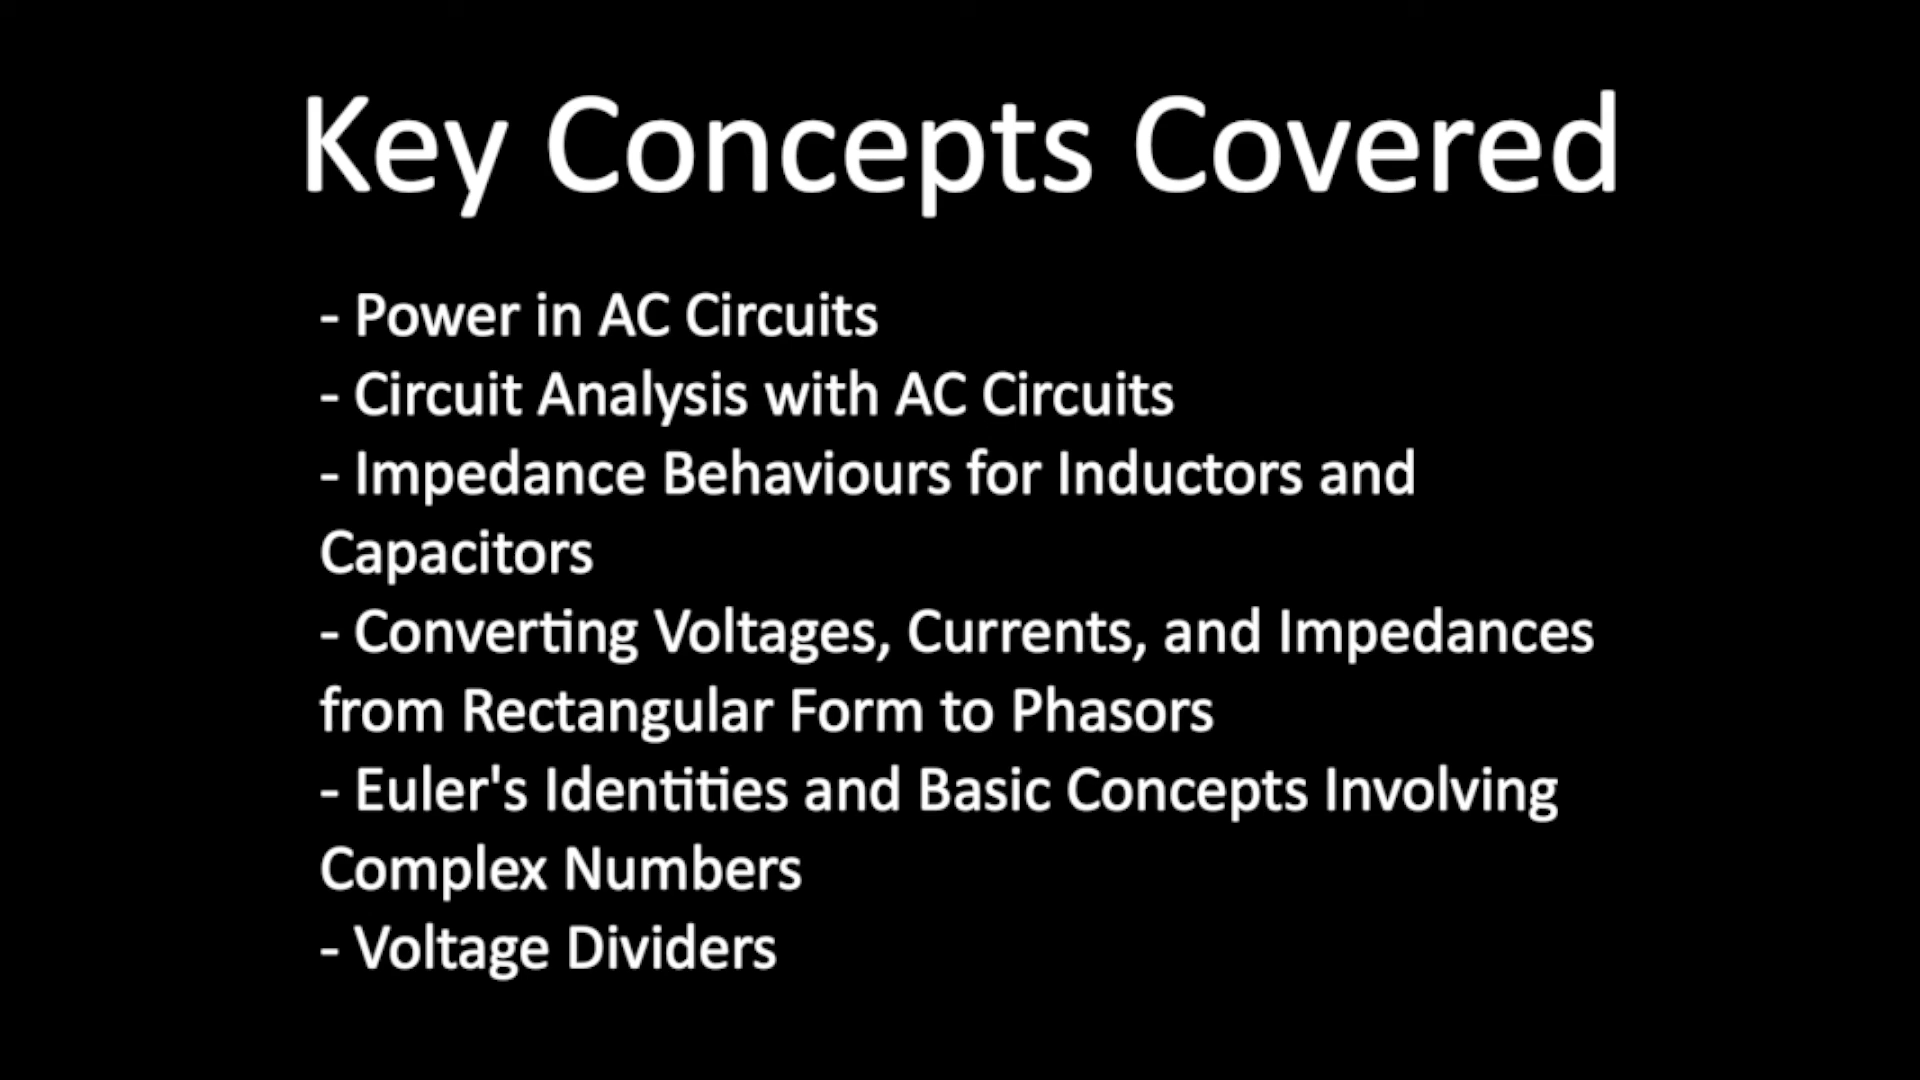 Key Concepts Covered
- Power in AC Circuits
- Circuit Analysis with AC Circuits
- Impedance Behaviours for Inductors and
Capacitors
- Converting Voltages, Currents, and Impedances
from Rectangular Form to Phasors
- Euler's Identities and Basic Concepts Involving
Complex Numbers
- Voltage Dividers